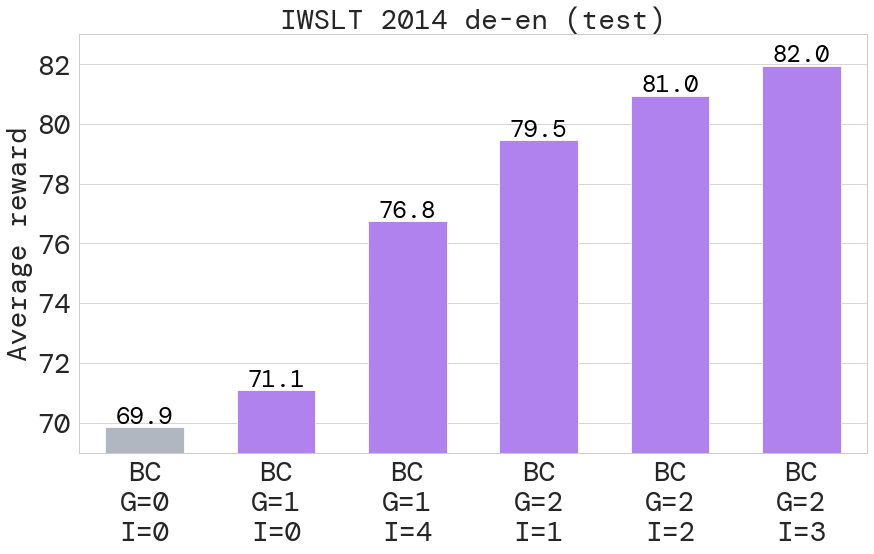 IWSLT 2014 de-en (test)
Average reward
82
80
78
76
74
72
70
69.9
71.1
76.8
79.5
81.0
82.0
BC G=0 I=0
BC G=1 I=0
BC G=1 I=4
BC G=2 I=1
BC G=2 I=2
BC G=2 I=3